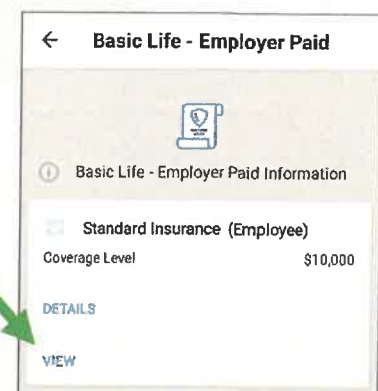 ← Basic Life - Employer Paid
Basic Life - Employer Paid Information
Standard Insurance (Employee)
Coverage Level $10,000
DETAILS
VIEW